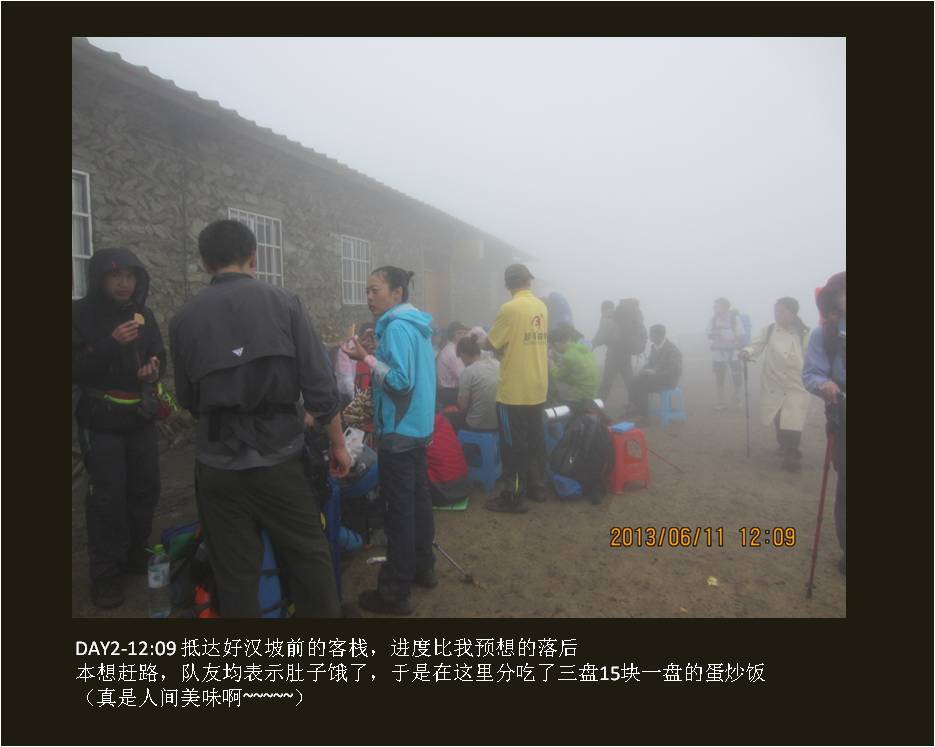 2013/06/11 12:09
DAY2-12:09 抵达好汉坡前的客栈，进度比我预想的落后
本想赶路，队友均表示肚子饿了，于是在这里分吃了三盘15块一盘的蛋炒饭
（真是人间美味啊~~~~~）